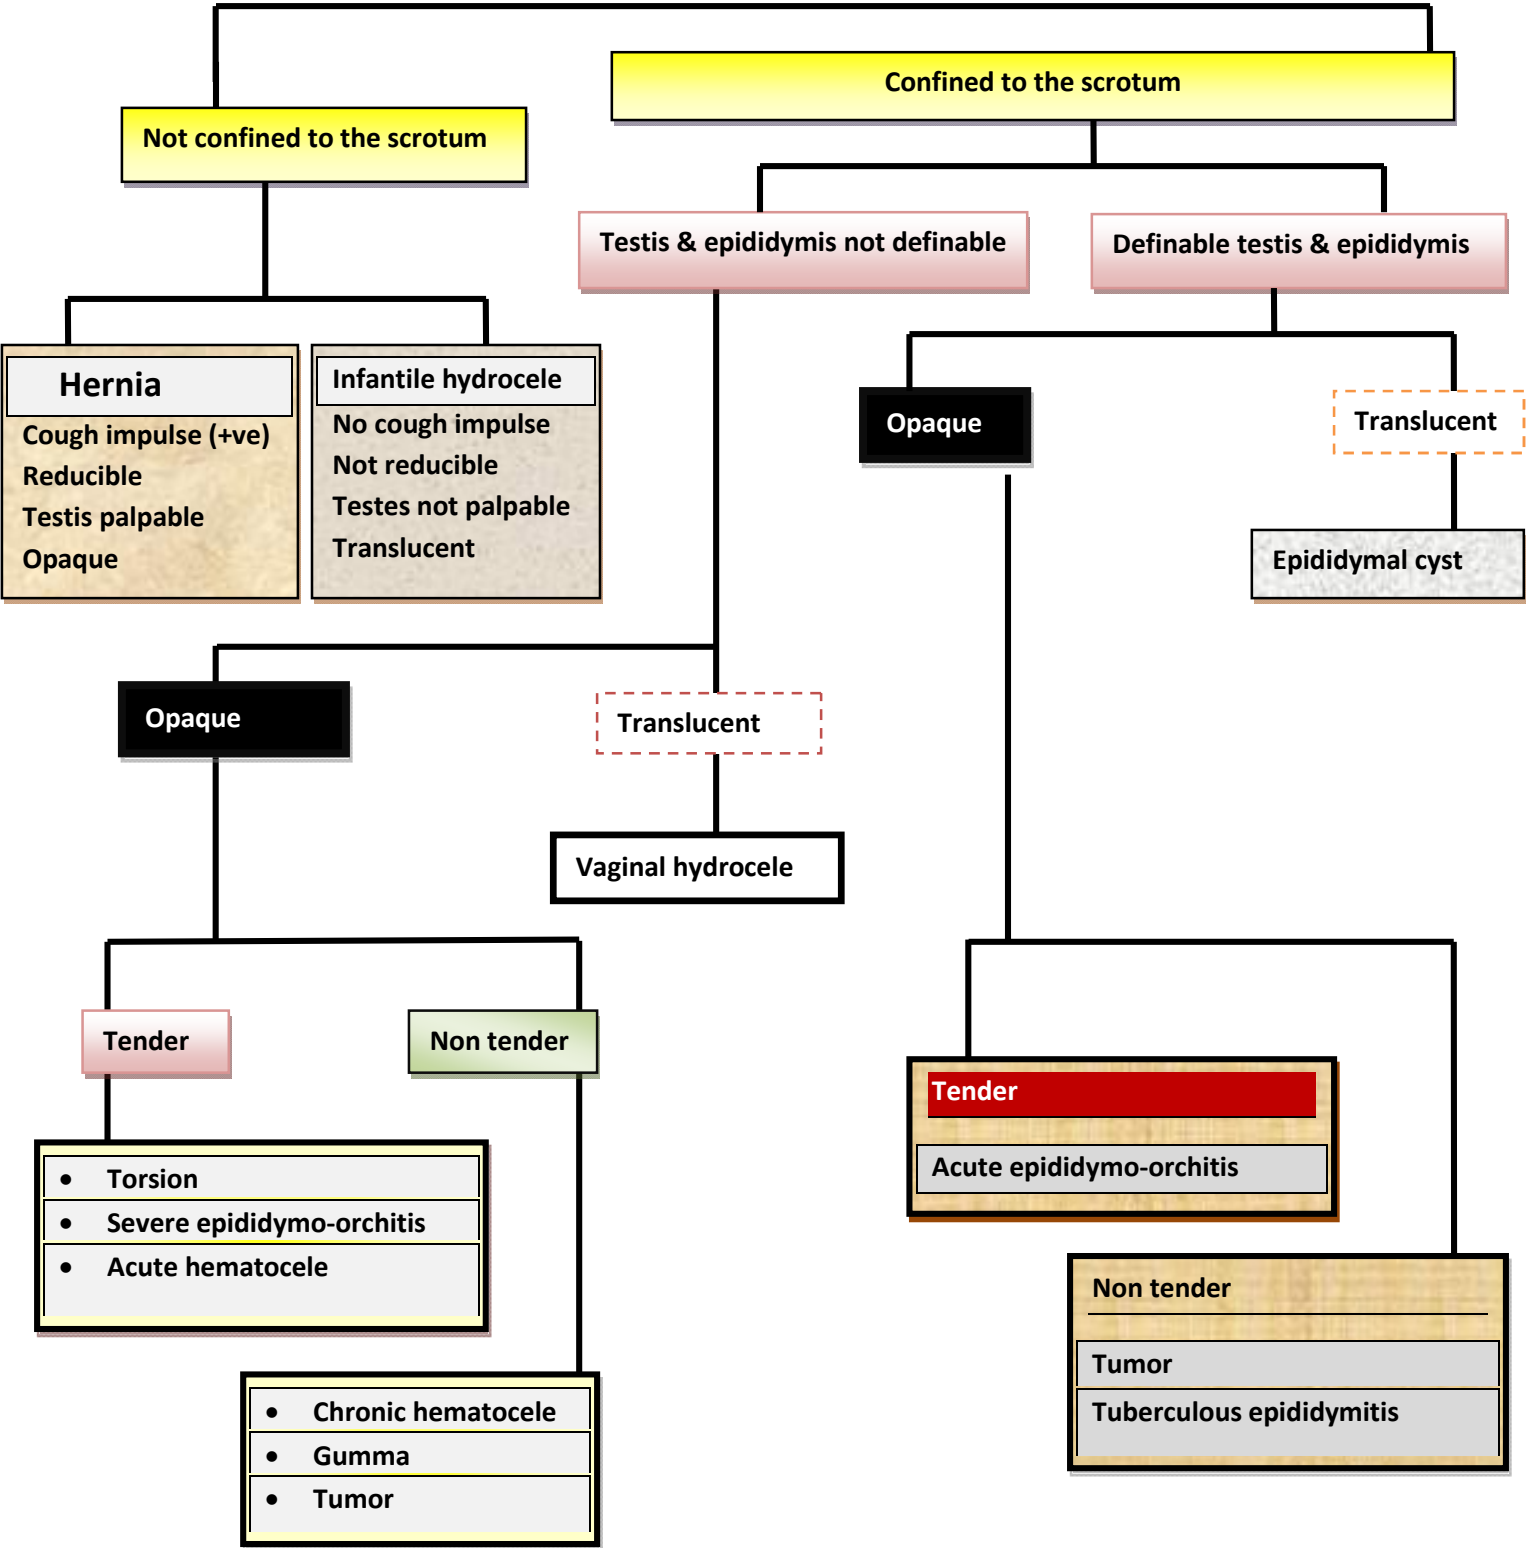 Confined to the scrotum
Not confined to the scrotum
Testis & epididymis not definable
Definable testis & epididymis
Hernia
Cough impulse (+ve)
Reducible
Testis palpable
Opaque
Infantile hydrocele
No cough impulse
Not reducible
Testes not palpable
Translucent
Opaque
Translucent
Epididymal cyst
Opaque
Translucent
Vaginal hydrocele
Tender
Non tender
• Torsion
• Severe epididymo-orchitis
• Acute hematocele
• Chronic hematocele
• Gumma
• Tumor
Tender
Acute epididymo-orchitis
Non tender
Tumor
Tuberculous epididymitis